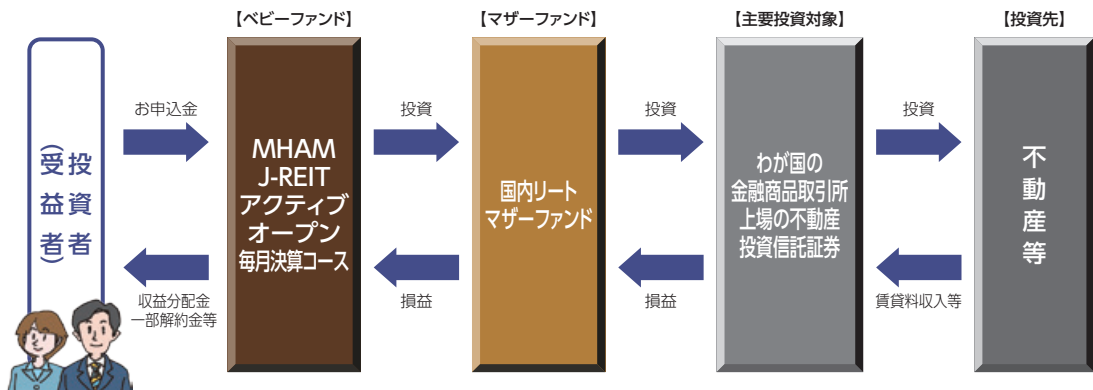 【ベビーファンド】
【マザーファンド】
【主要投資対象】
【投資先】
投資者
(受益者)
お申込金
収益分配金
一部解約金等
MHAM
J-REIT
アクティブ
オープン
毎月決算コース
投資
損益
国内リート
マザーファンド
投資
損益
わが国の
金融商品取引所
上場の不動産
投資信託証券
投資
賃貸料収入等
不動産等